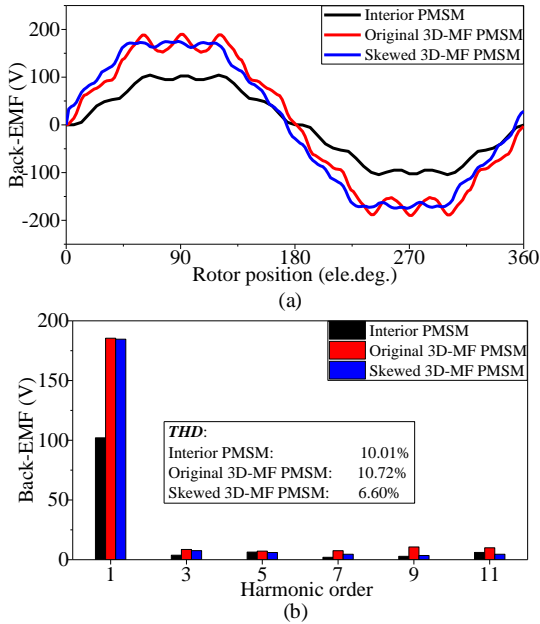 (a)
Interior PMSM
Original 3D-MF PMSM
Skewed 3D-MF PMSM
200
100
0
-100
-200
Back-EMF (V)
0 90 180 270 360
Rotor position (ele.deg.)
(a)
Interior PMSM
Original 3D-MF PMSM
Skewed 3D-MF PMSM
200
150
100
50
0
Back-EMF (V)
THD:
Interior PMSM: 10.01%
Original 3D-MF PMSM: 10.72%
Skewed 3D-MF PMSM: 6.60%
1 3 5 7 9 11
Harmonic order
(b)